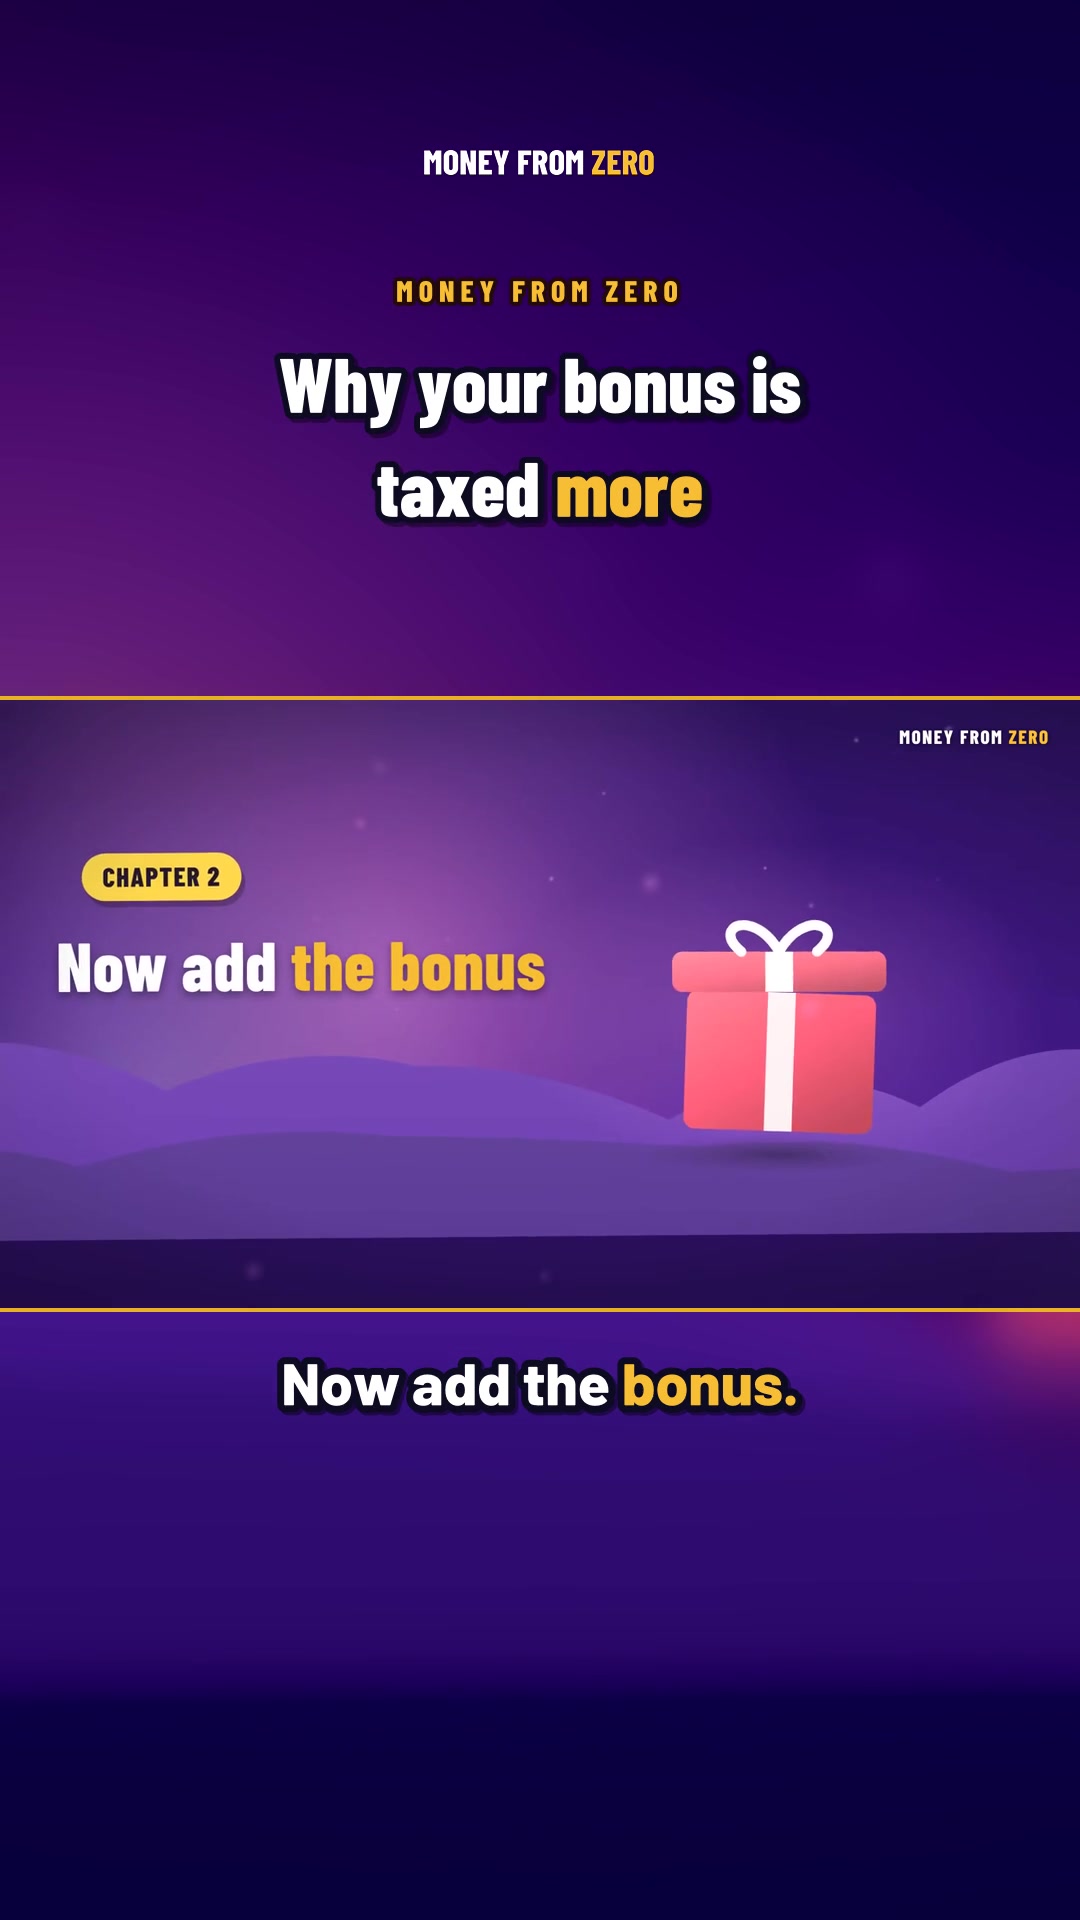 MONEY FROM ZERO
MONEY FROM ZERO
Why your bonus is
taxed more
MONEY FROM ZERO
CHAPTER 2
Now add the bonus
Now add the bonus.